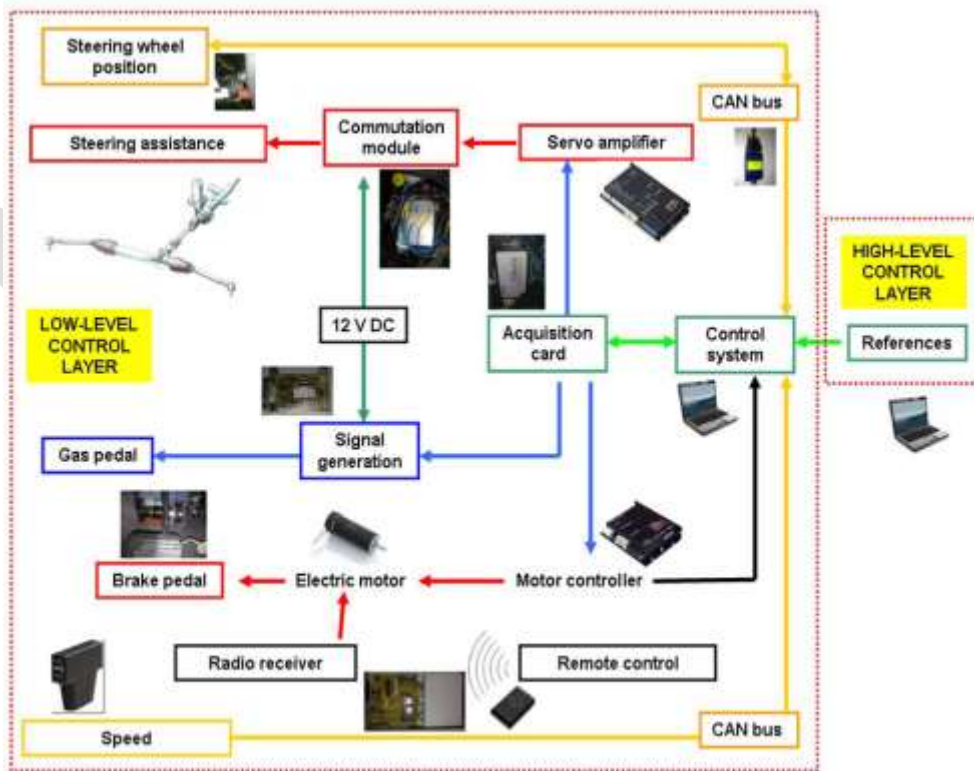 Steering wheel
position
CAN bus
Steering assistance
Commutation
module
Servo amplifier
HIGH-LEVEL
CONTROL
LAYER
LOW-LEVEL
CONTROL
LAYER
12 V DC
Acquisition
card
Control
system
References
Gas pedal
Signal
generation
Brake pedal
Electric motor
Motor controller
Radio receiver
Remote control
Speed
CAN bus